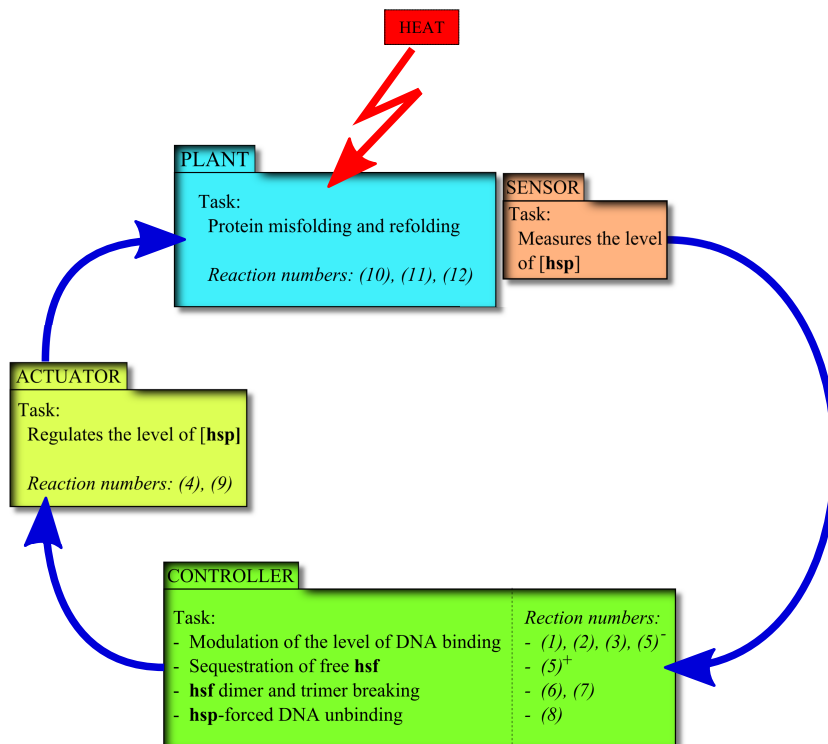 HEAT
PLANT
Task:
Protein misfolding and refolding
Reaction numbers: (10), (11), (12)
SENSOR
Task:
Measures the level
of [hsp]
ACTUATOR
Task:
Regulates the level of [hsp]
Reaction numbers: (4), (9)
CONTROLLER
Task:
- Modulation of the level of DNA binding
- Sequestration of free hsf
- hsf dimer and trimer breaking
- hsp-forced DNA unbinding
Rection numbers:
- (1), (2), (3), (5)⁻
- (5)⁺
- (6), (7)
- (8)